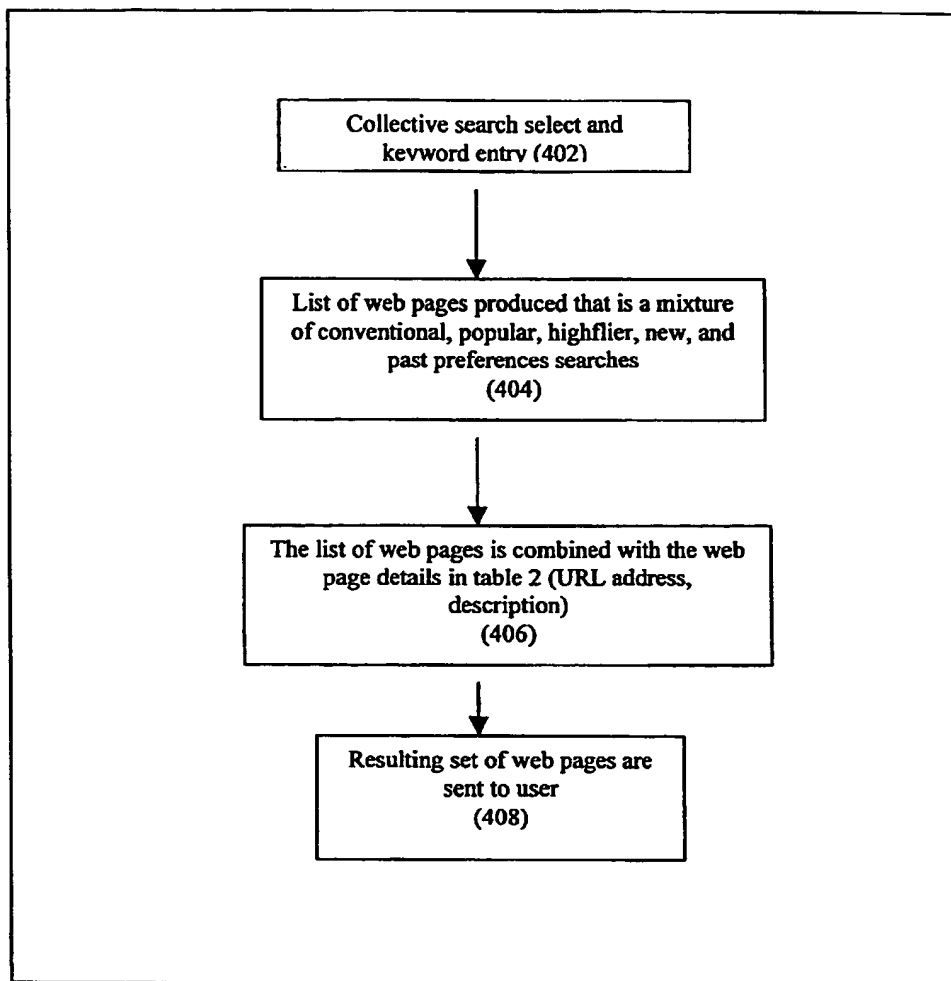 Collective search select and
keyword entry (402)
List of web pages produced that is a mixture
of conventional, popular, highflier, new, and
past preferences searches
(404)
The list of web pages is combined with the web
page details in table 2 (URL address,
description)
(406)
Resulting set of web pages are
sent to user
(408)